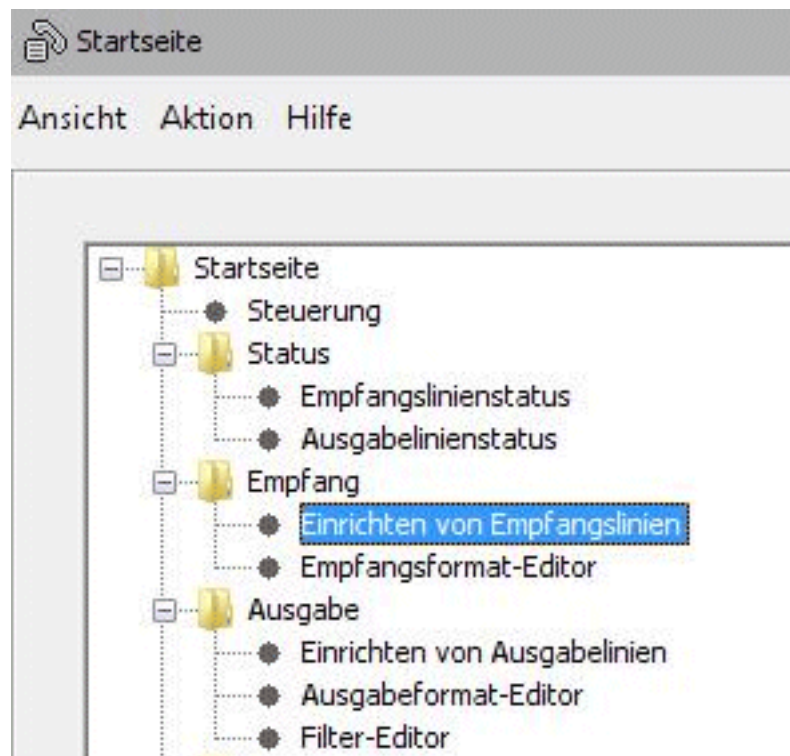 Startseite
Ansicht Aktion Hilfe
Startseite
Steuerung
Status
Empfangslinienstatus
Ausgabelinienstatus
Empfang
Einrichten von Empfangslinien
Empfangsformat-Editor
Ausgabe
Einrichten von Ausgabelinien
Ausgabeformat-Editor
Filter-Editor